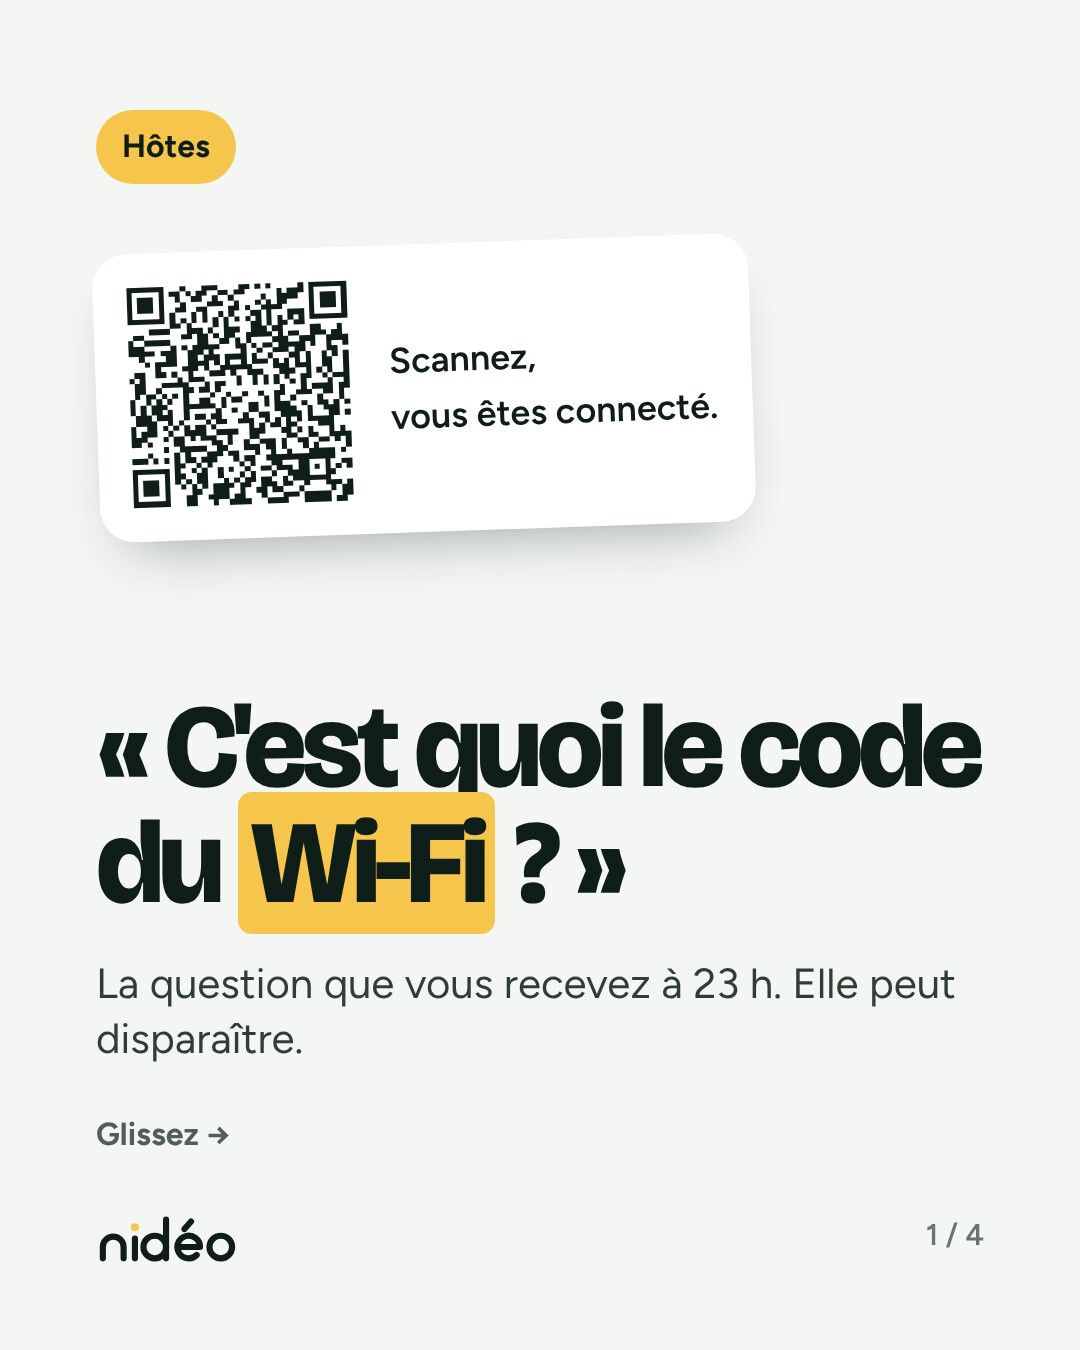 Hôtes
Scannez,
vous êtes connecté.
« C'est quoi le code
du Wi-Fi ? »
La question que vous recevez à 23 h. Elle peut
disparaître.
Glissez →
nidéo
1 / 4